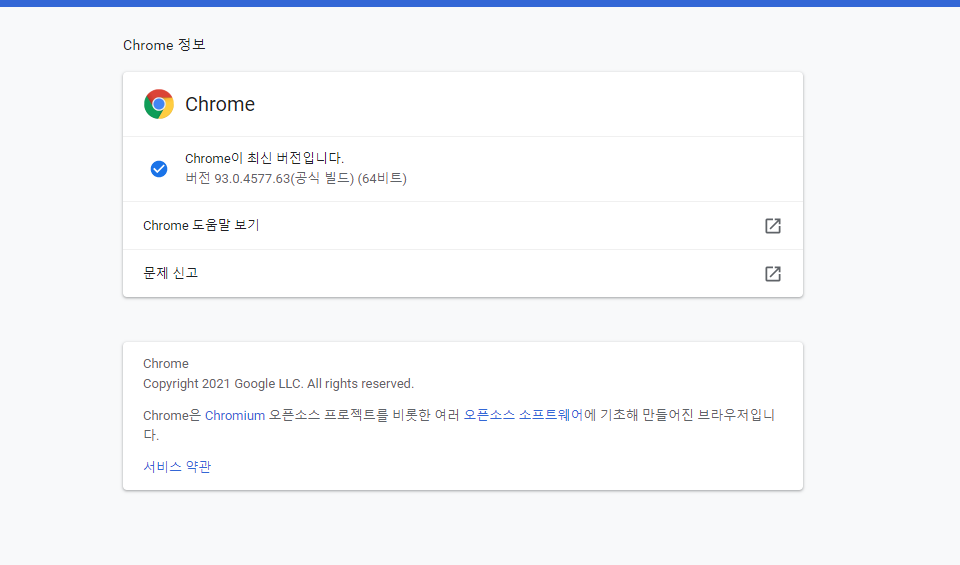 Chrome 정보
Chrome
Chrome이 최신 버전입니다.
버전 93.0.4577.63(공식 빌드) (64비트)
Chrome 도움말 보기
문제 신고
Chrome
Copyright 2021 Google LLC. All rights reserved.
Chrome은 Chromium 오픈소스 프로젝트를 비롯한 여러 오픈소스 소프트웨어에 기초해 만들어진 브라우저입니
다.
서비스 약관